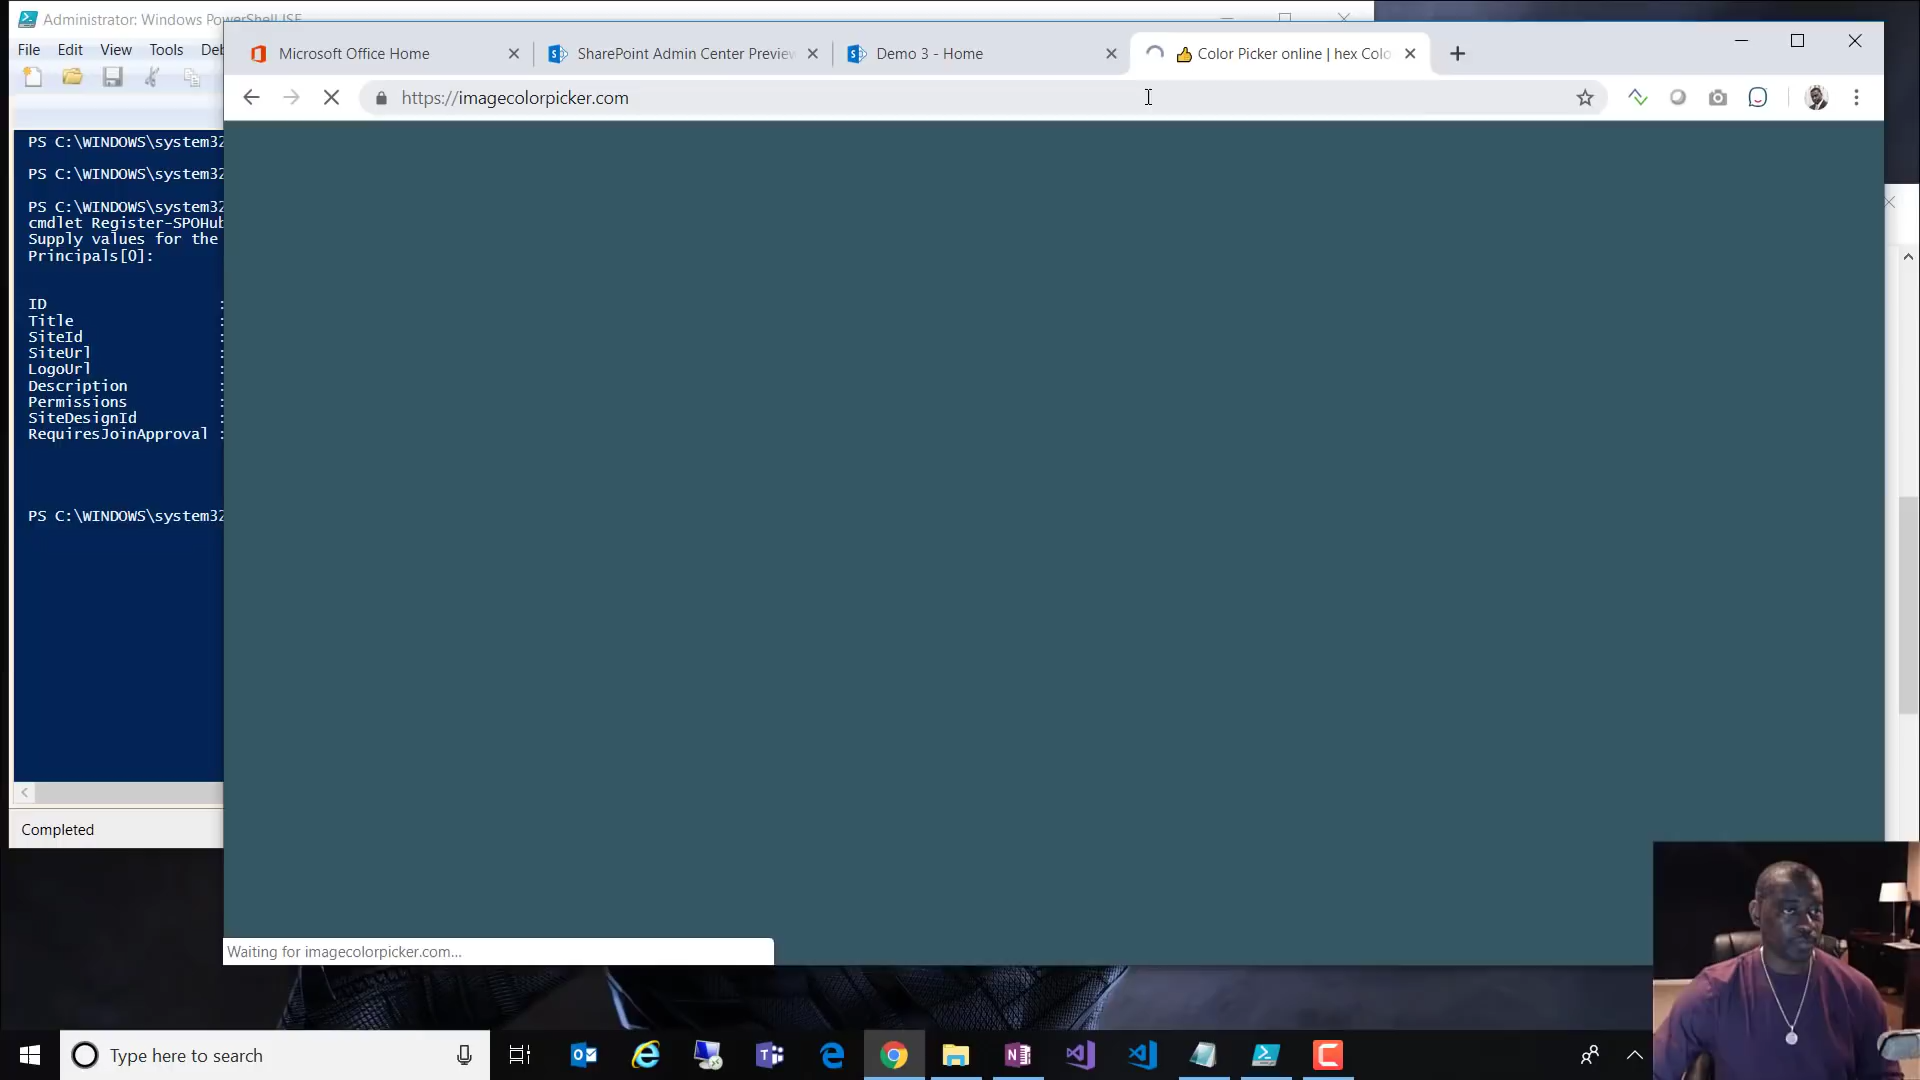 Administrator: Windows PowerShell ISE
File Edit View Tools Deb
PS C:\WINDOWS\system32
PS C:\WINDOWS\system32
PS C:\WINDOWS\system32
cmdlet Register-SPOHub
Supply values for the
Principals[0]:
ID :
Title :
SiteId :
SiteUrl :
LogoUrl :
Description :
Permissions :
SiteDesignId :
RequiresJoinApproval :
PS C:\WINDOWS\system32
Completed
Microsoft Office Home
SharePoint Admin Center Preview
Demo 3 - Home
Color Picker online | hex Colo
https://imagecolorpicker.com
Waiting for imagecolorpicker.com...
Type here to search